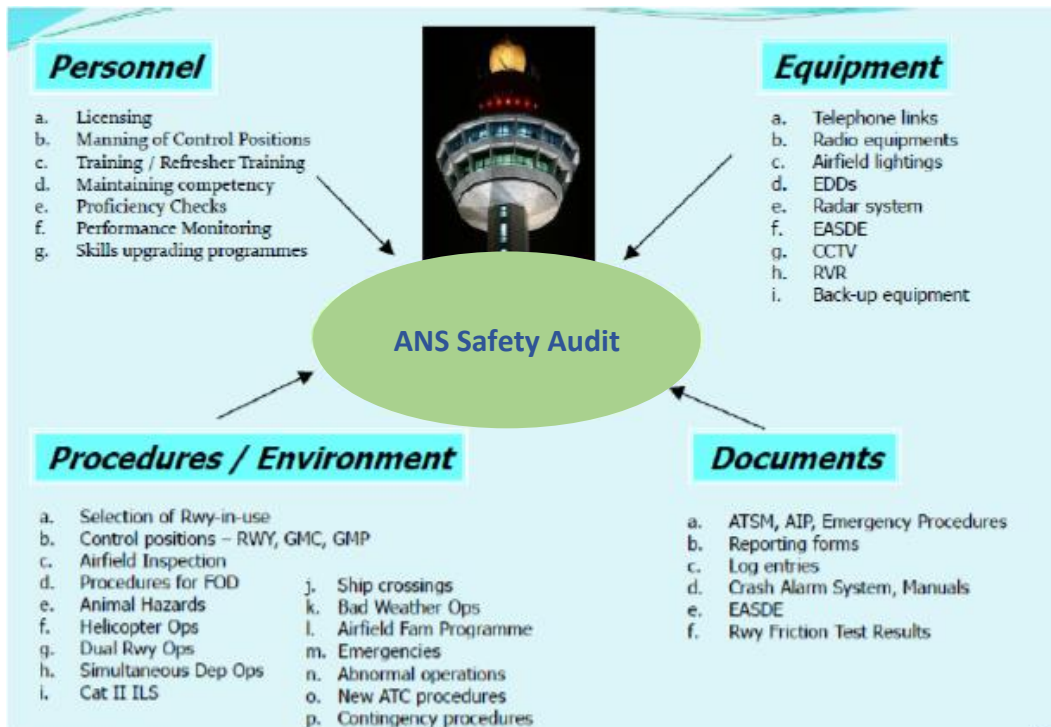 Personnel
a. Licensing
b. Manning of Control Positions
c. Training / Refresher Training
d. Maintaining competency
e. Proficiency Checks
f. Performance Monitoring
g. Skills upgrading programmes
Equipment
a. Telephone links
b. Radio equipments
c. Airfield lightings
d. EDDs
e. Radar system
f. EASDE
g. CCTV
h. RVR
i. Back-up equipment
ANS Safety Audit
Procedures / Environment
a. Selection of Rwy-in-use
b. Control positions – RWY, GMC, GMP
c. Airfield Inspection
d. Procedures for FOD
e. Animal Hazards
f. Helicopter Ops
g. Dual Rwy Ops
h. Simultaneous Dep Ops
i. Cat II ILS
j. Ship crossings
k. Bad Weather Ops
l. Airfield Fam Programme
m. Emergencies
n. Abnormal operations
o. New ATC procedures
p. Contingency procedures
Documents
a. ATSM, AIP, Emergency Procedures
b. Reporting forms
c. Log entries
d. Crash Alarm System, Manuals
e. EASDE
f. Rwy Friction Test Results